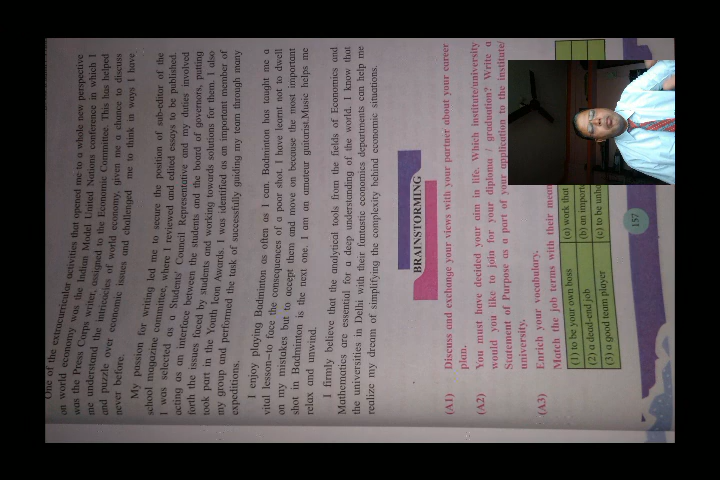 One of the extracurricular activities that opened me to a whole new perspective
on world economy was the Indian Model United Nations conference in which I
was the Press Corps writer, assigned to the Economic Committee. This has helped
me understand the intricacies of world economy, given me a chance to discuss
and puzzle over economic issues and challenged me to think in ways I have
never before.
My passion for writing led me to secure the position of sub-editor of the
school magazine committee, where I reviewed and edited essays to be published.
I was selected as a Students' Council Representative and my duties involved
acting as an interface between the students and the board of governors, putting
forth the issues faced by students and working towards solutions for them. I also
took part in the Youth Icon Awards. I was identified as an important member of
my group and performed the task of successfully guiding my team through many
expeditions.
I enjoy playing Badminton as often as I can. Badminton has taught me a
vital lesson–to face the consequences of a poor shot. I have learnt not to dwell
on my mistakes but to accept them and move on because the most important
shot in Badminton is the next one. I am an amateur guitarist.Music helps me
relax and unwind.
I firmly believe that the analytical tools from the fields of Economics and
Mathematics are essential for a deep understanding of the world. I know that
the universities in Delhi with their fantastic economics departments can help me
realize my dream of simplifying the complexity behind economic situations.
BRAINSTORMING
(A1) Discuss and exchange your views with your partner about your career
plan.
(A2) You must have decided your aim in life. Which institute/university
would you like to join for your diploma / graduation? Write a
Statement of Purpose as a part of your application to the institute/
university.
(A3) Enrich your vocabulary.
Match the job terms with their
(1) to be your own boss (a) work that
(2) a dead-end job (b) an
(3) a good team player (c) to be
157